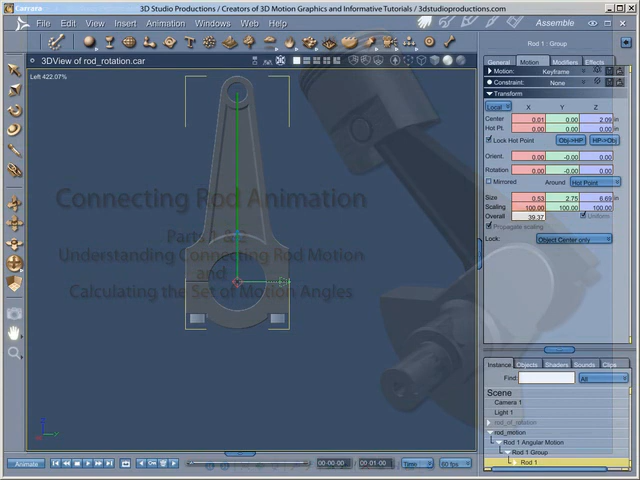 Carrara
3D Studio Productions / Creators of 3D Motion Graphics and Informative Tutorials / 3dstudioproductions.com
File Edit View Insert Animation Windows Web Help
Assemble
3DView of rod_rotation.car
Left 422.07%
Connecting Rod Animation
Parts 1 & 2
Understanding Connecting Rod Motion
and
Calculating the Set of Motion Angles
Rod 1 : Group
General Motion Modifiers Effects
Motion: Keyframe
Constraint: None
Transform
Local X Y Z
Center 0.01 0.00 2.09 in
Hot Pt. 0.00 -0.00 0.00 in
Lock Hot Point Obj->HP HP->Obj
Orient. 0.00 -0.00 0.00
Rotation 0.00 -0.00 0.00
Mirrored Around Hot Point
Size 0.53 2.75 6.69 in
Scaling 100.00 100.00 100.00
Overall 39.37 Uniform
Propagate scaling
Lock: Object Center only
Instance Objects Shaders Sounds Clips
Find: All
Scene
Camera 1
Light 1
rod_of_rotation
rod_motion
Rod 1 Angular Motion
Rod 1 Group
Rod 1
Animate 00:00:00 00:01:00 Time 60 fps